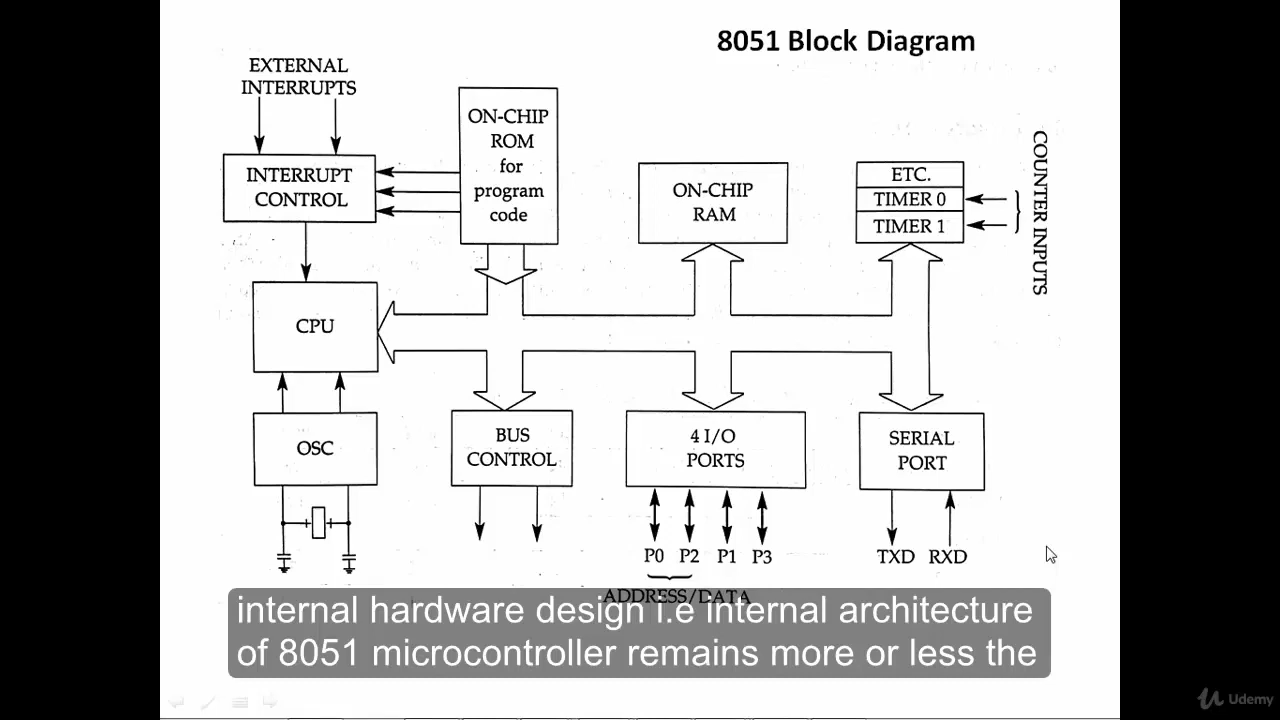 8051 Block Diagram
EXTERNAL
INTERRUPTS
INTERRUPT
CONTROL
ON-CHIP
ROM
for
program
code
ON-CHIP
RAM
ETC.
TIMER 0
TIMER 1
COUNTER INPUTS
CPU
OSC
BUS
CONTROL
4 I/O
PORTS
SERIAL
PORT
P0 P2 P1 P3
TXD RXD
ADDRESS/DATA
internal hardware design i.e internal architecture
of 8051 microcontroller remains more or less the
Udemy